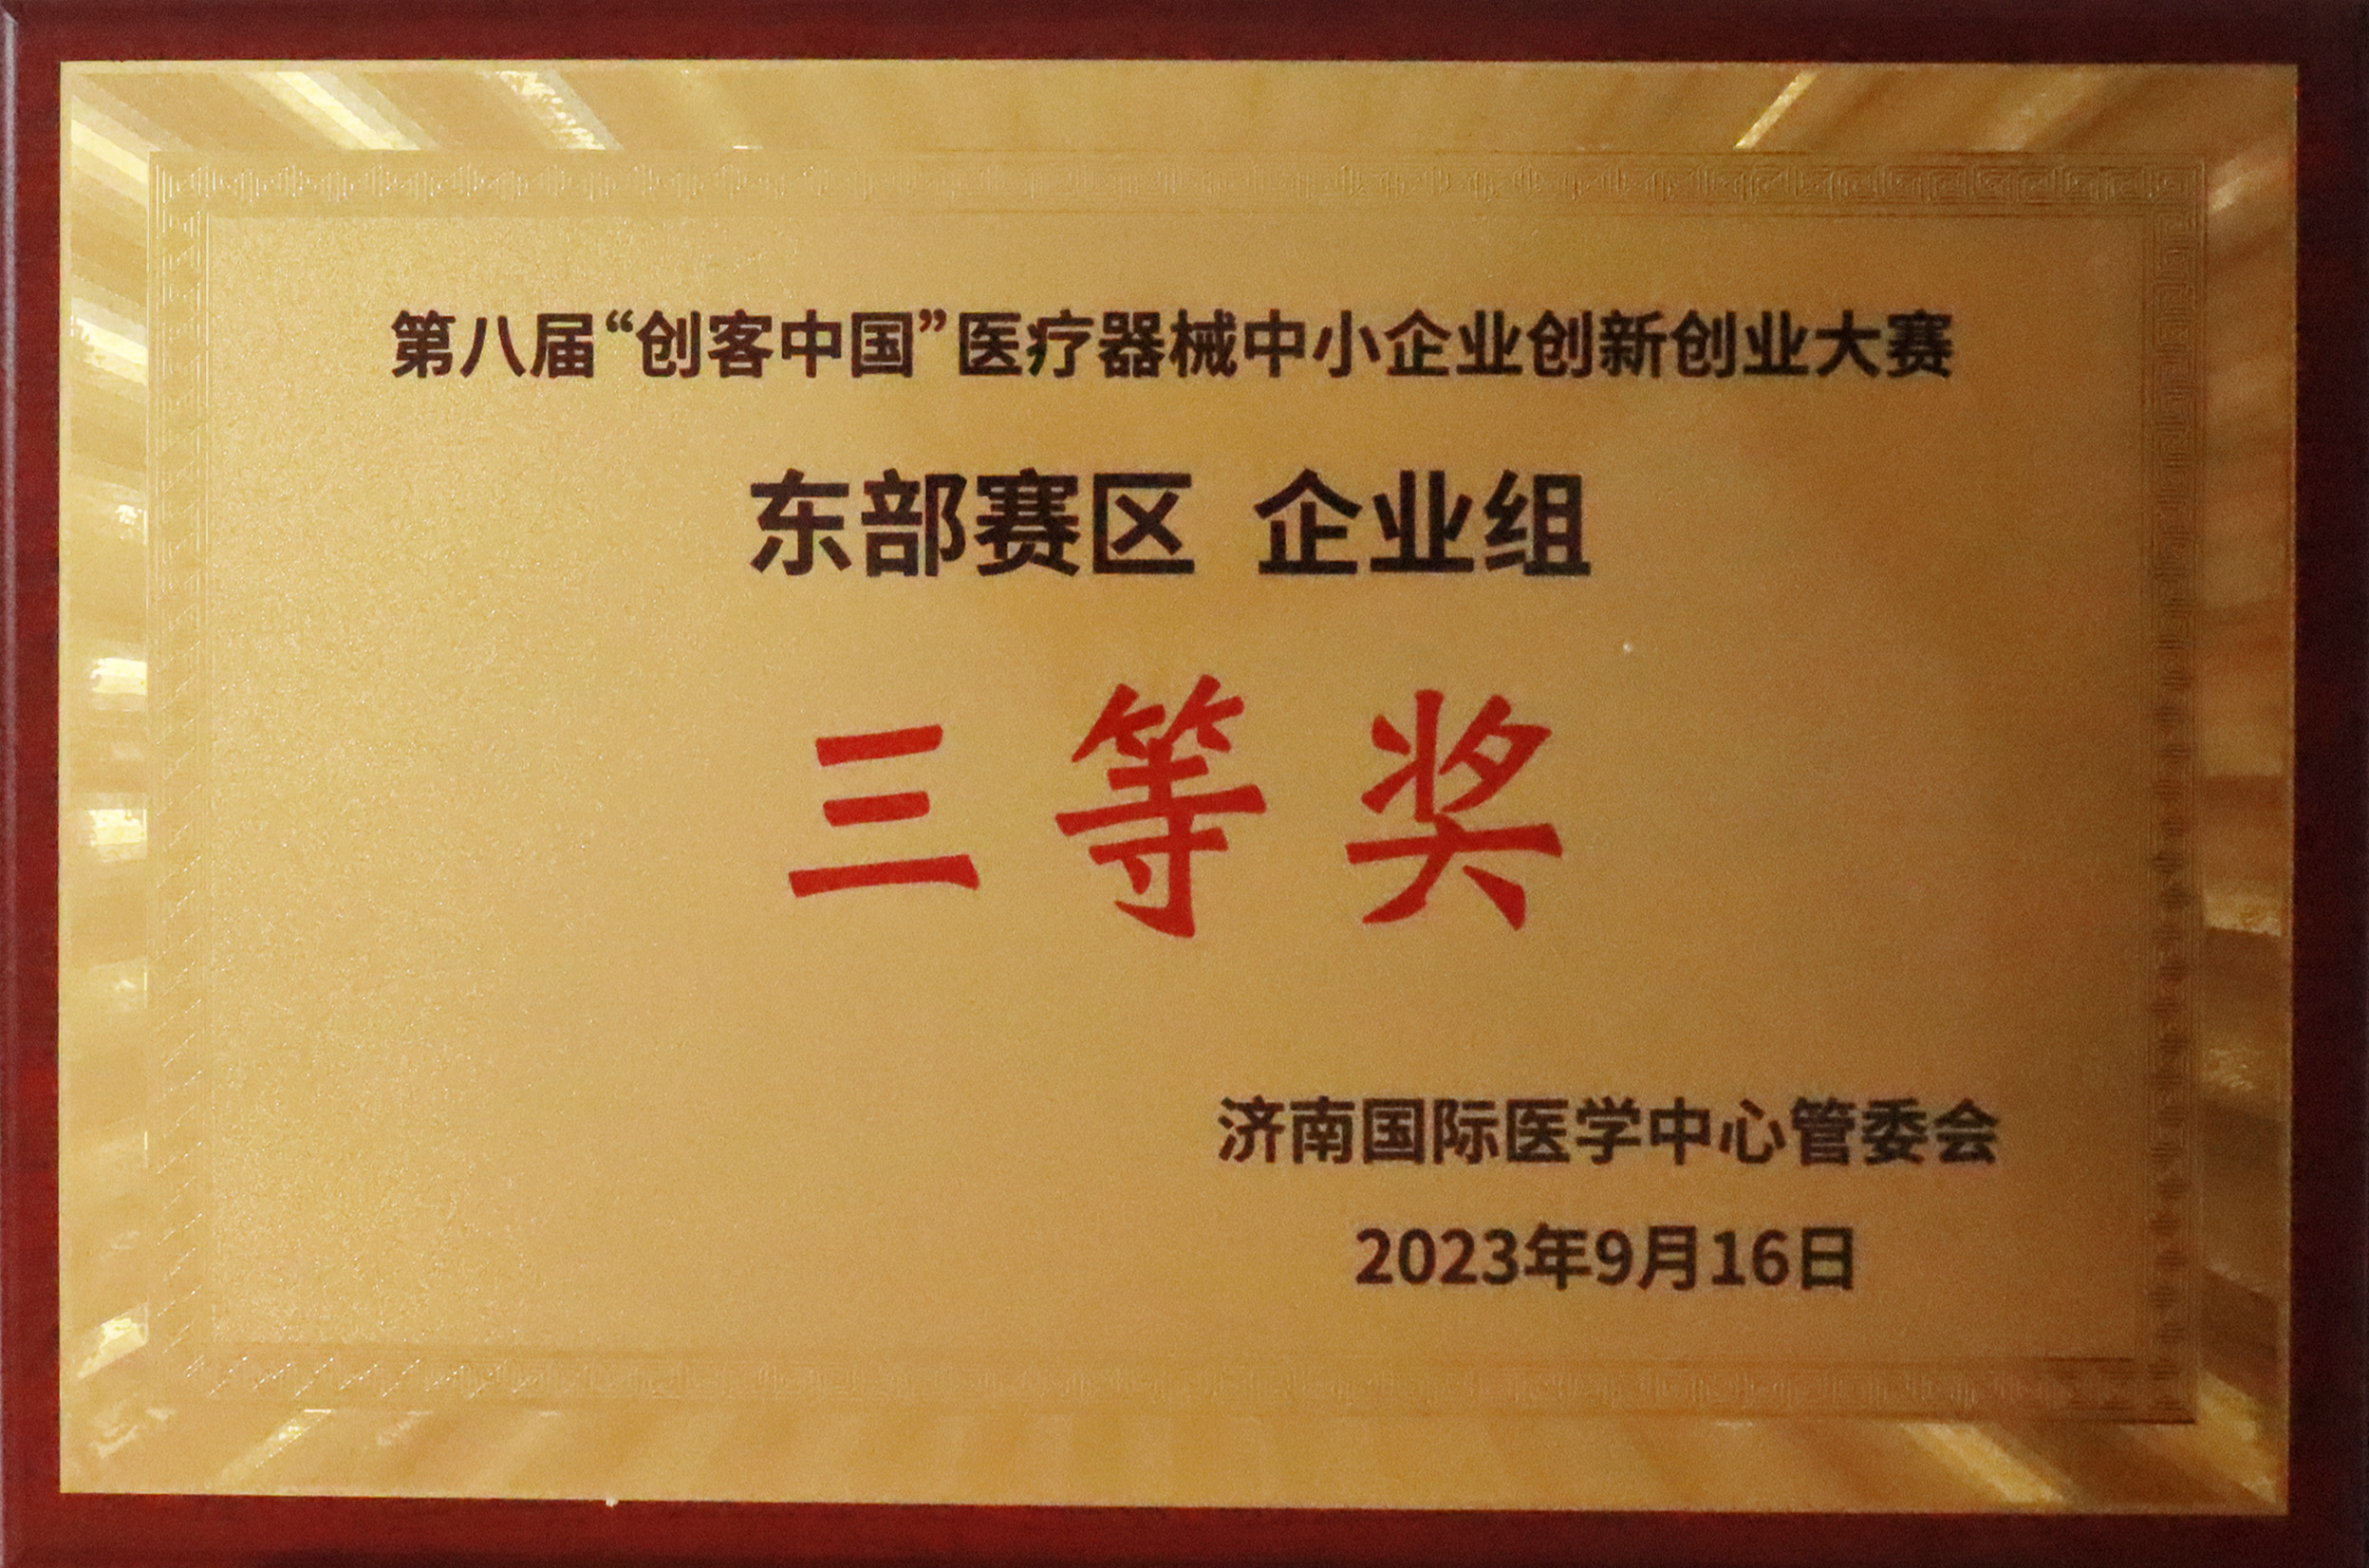 第八届“创客中国”医疗器械中小企业创新创业大赛
东部赛区 企业组
三等奖
济南国际医学中心管委会
2023年9月16日